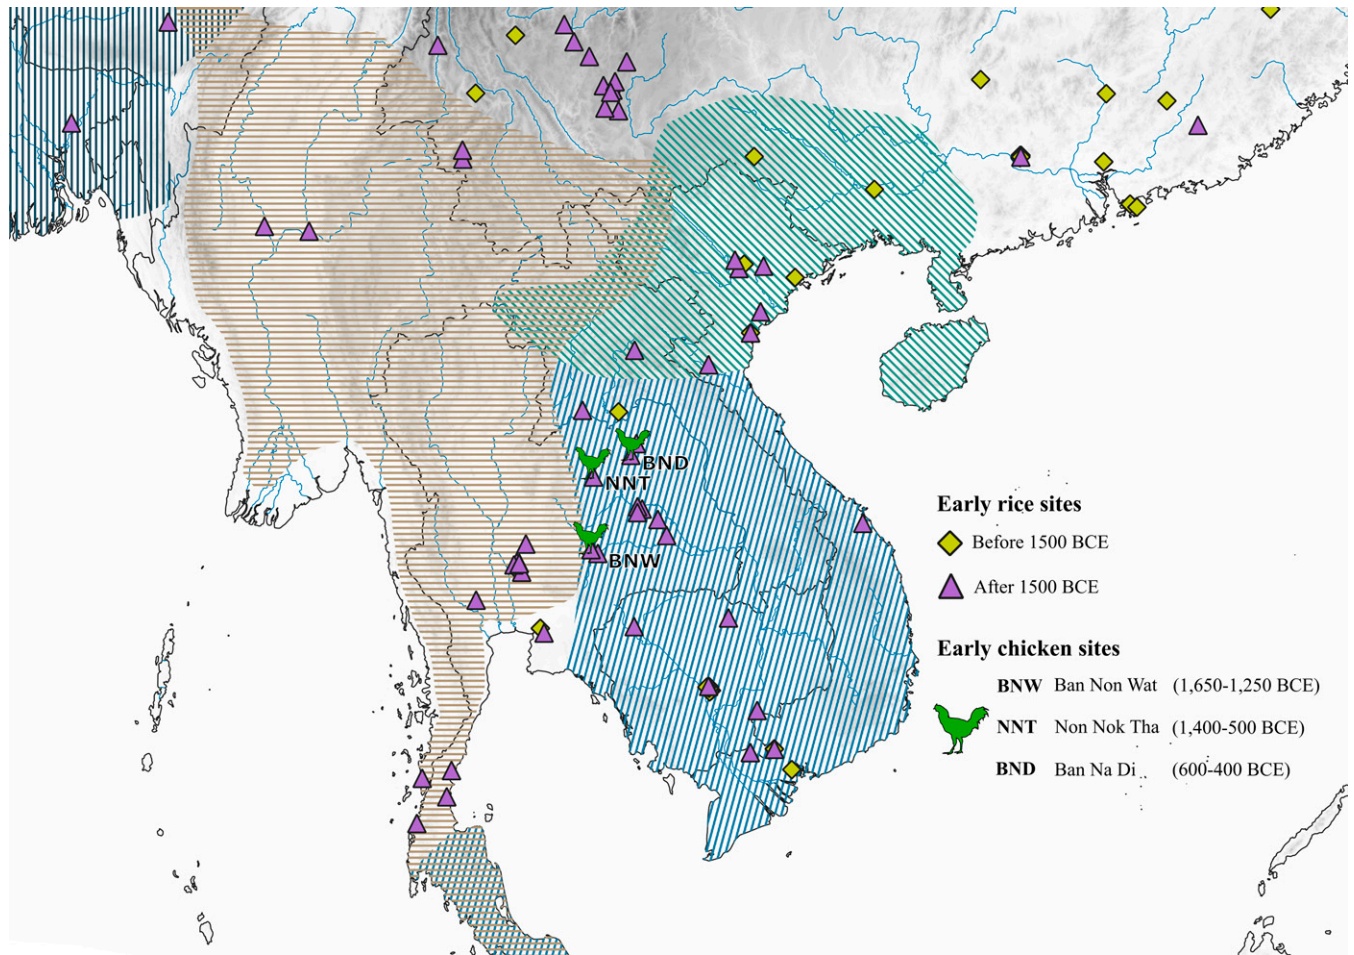 BND
NNT
BNW
Early rice sites
Before 1500 BCE
After 1500 BCE
Early chicken sites
BNW Ban Non Wat (1,650-1,250 BCE)
NNT Non Nok Tha (1,400-500 BCE)
BND Ban Na Di (600-400 BCE)